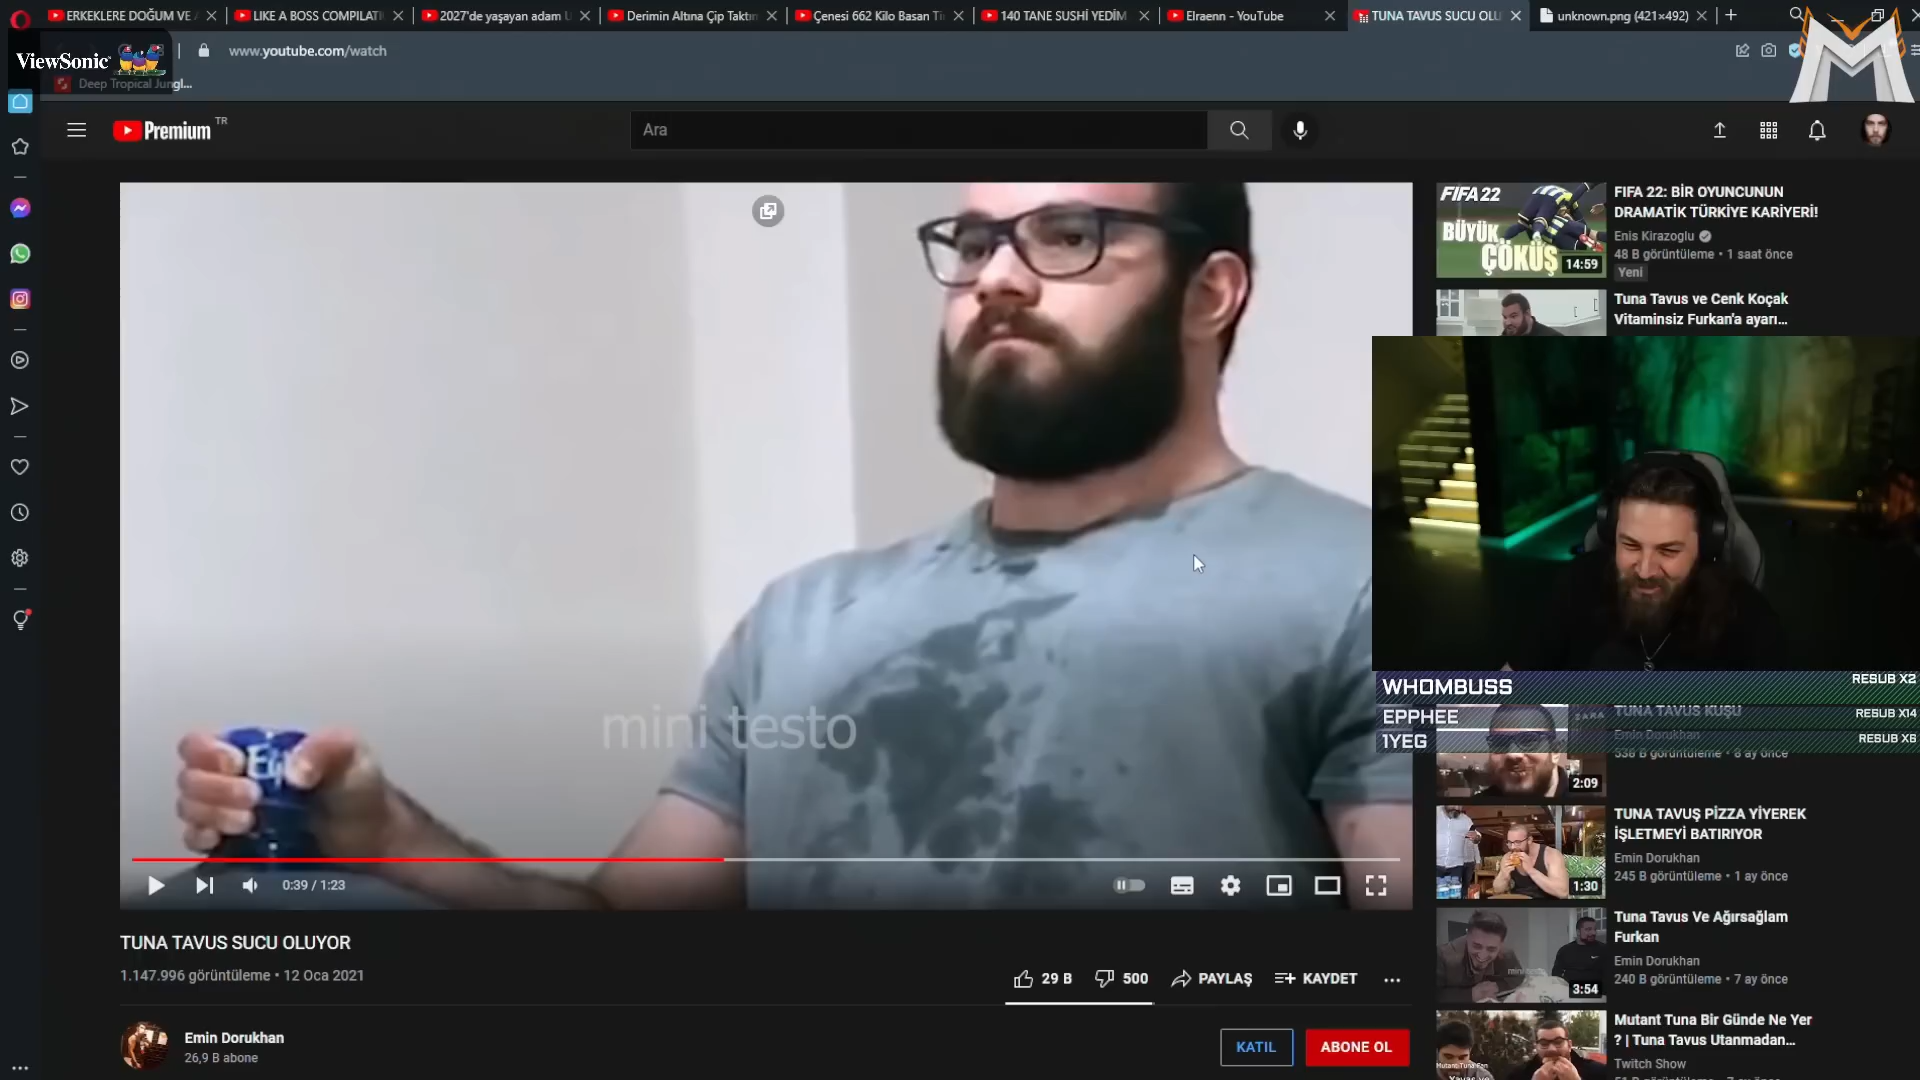 ERKEKLERE DOĞUM VE
LIKE A BOSS COMPILATI
2027'de yaşayan adam
Derimin Altına Çip Taktım
Çenesi 662 Kilo Basan
140 TANE SUSHİ YEDİM
Elraenn - YouTube
TUNA TAVUS SUCU OLU
unknown.png (421×492)
ViewSonic
www.youtube.com/watch
Deep Tropical Jungl...
Premium TR
Ara
mini testo
0:39 / 1:23
TUNA TAVUS SUCU OLUYOR
1.147.996 görüntüleme • 12 Oca 2021
29 B
500
PAYLAŞ
KAYDET
Emin Dorukhan
26,9 B abone
KATIL
ABONE OL
FIFA 22
BÜYÜK
ÇÖKÜŞ
14:59
FIFA 22: BİR OYUNCUNUN
DRAMATİK TÜRKİYE KARİYERİ!
Enis Kirazoglu
48 B görüntüleme • 1 saat önce
Yeni
Tuna Tavus ve Cenk Koçak
Vitaminsiz Furkan'a ayarı...
WHOMBUSS
RESUB X2
EPPHEE
RESUB X14
1YEG
RESUB X6
TUNA TAVUS KUŞU
Emin Dorukhan
338 B görüntüleme • 8 ay önce
2:09
TUNA TAVUŞ PİZZA YİYEREK
İŞLETMEYİ BATIRIYOR
Emin Dorukhan
245 B görüntüleme • 1 ay önce
1:30
Tuna Tavus Ve Ağırsağlam
Furkan
Emin Dorukhan
240 B görüntüleme • 7 ay önce
3:54
Mutant Tuna Bir Günde Ne Yer
? | Tuna Tavus Utanmadan...
Twitch Show